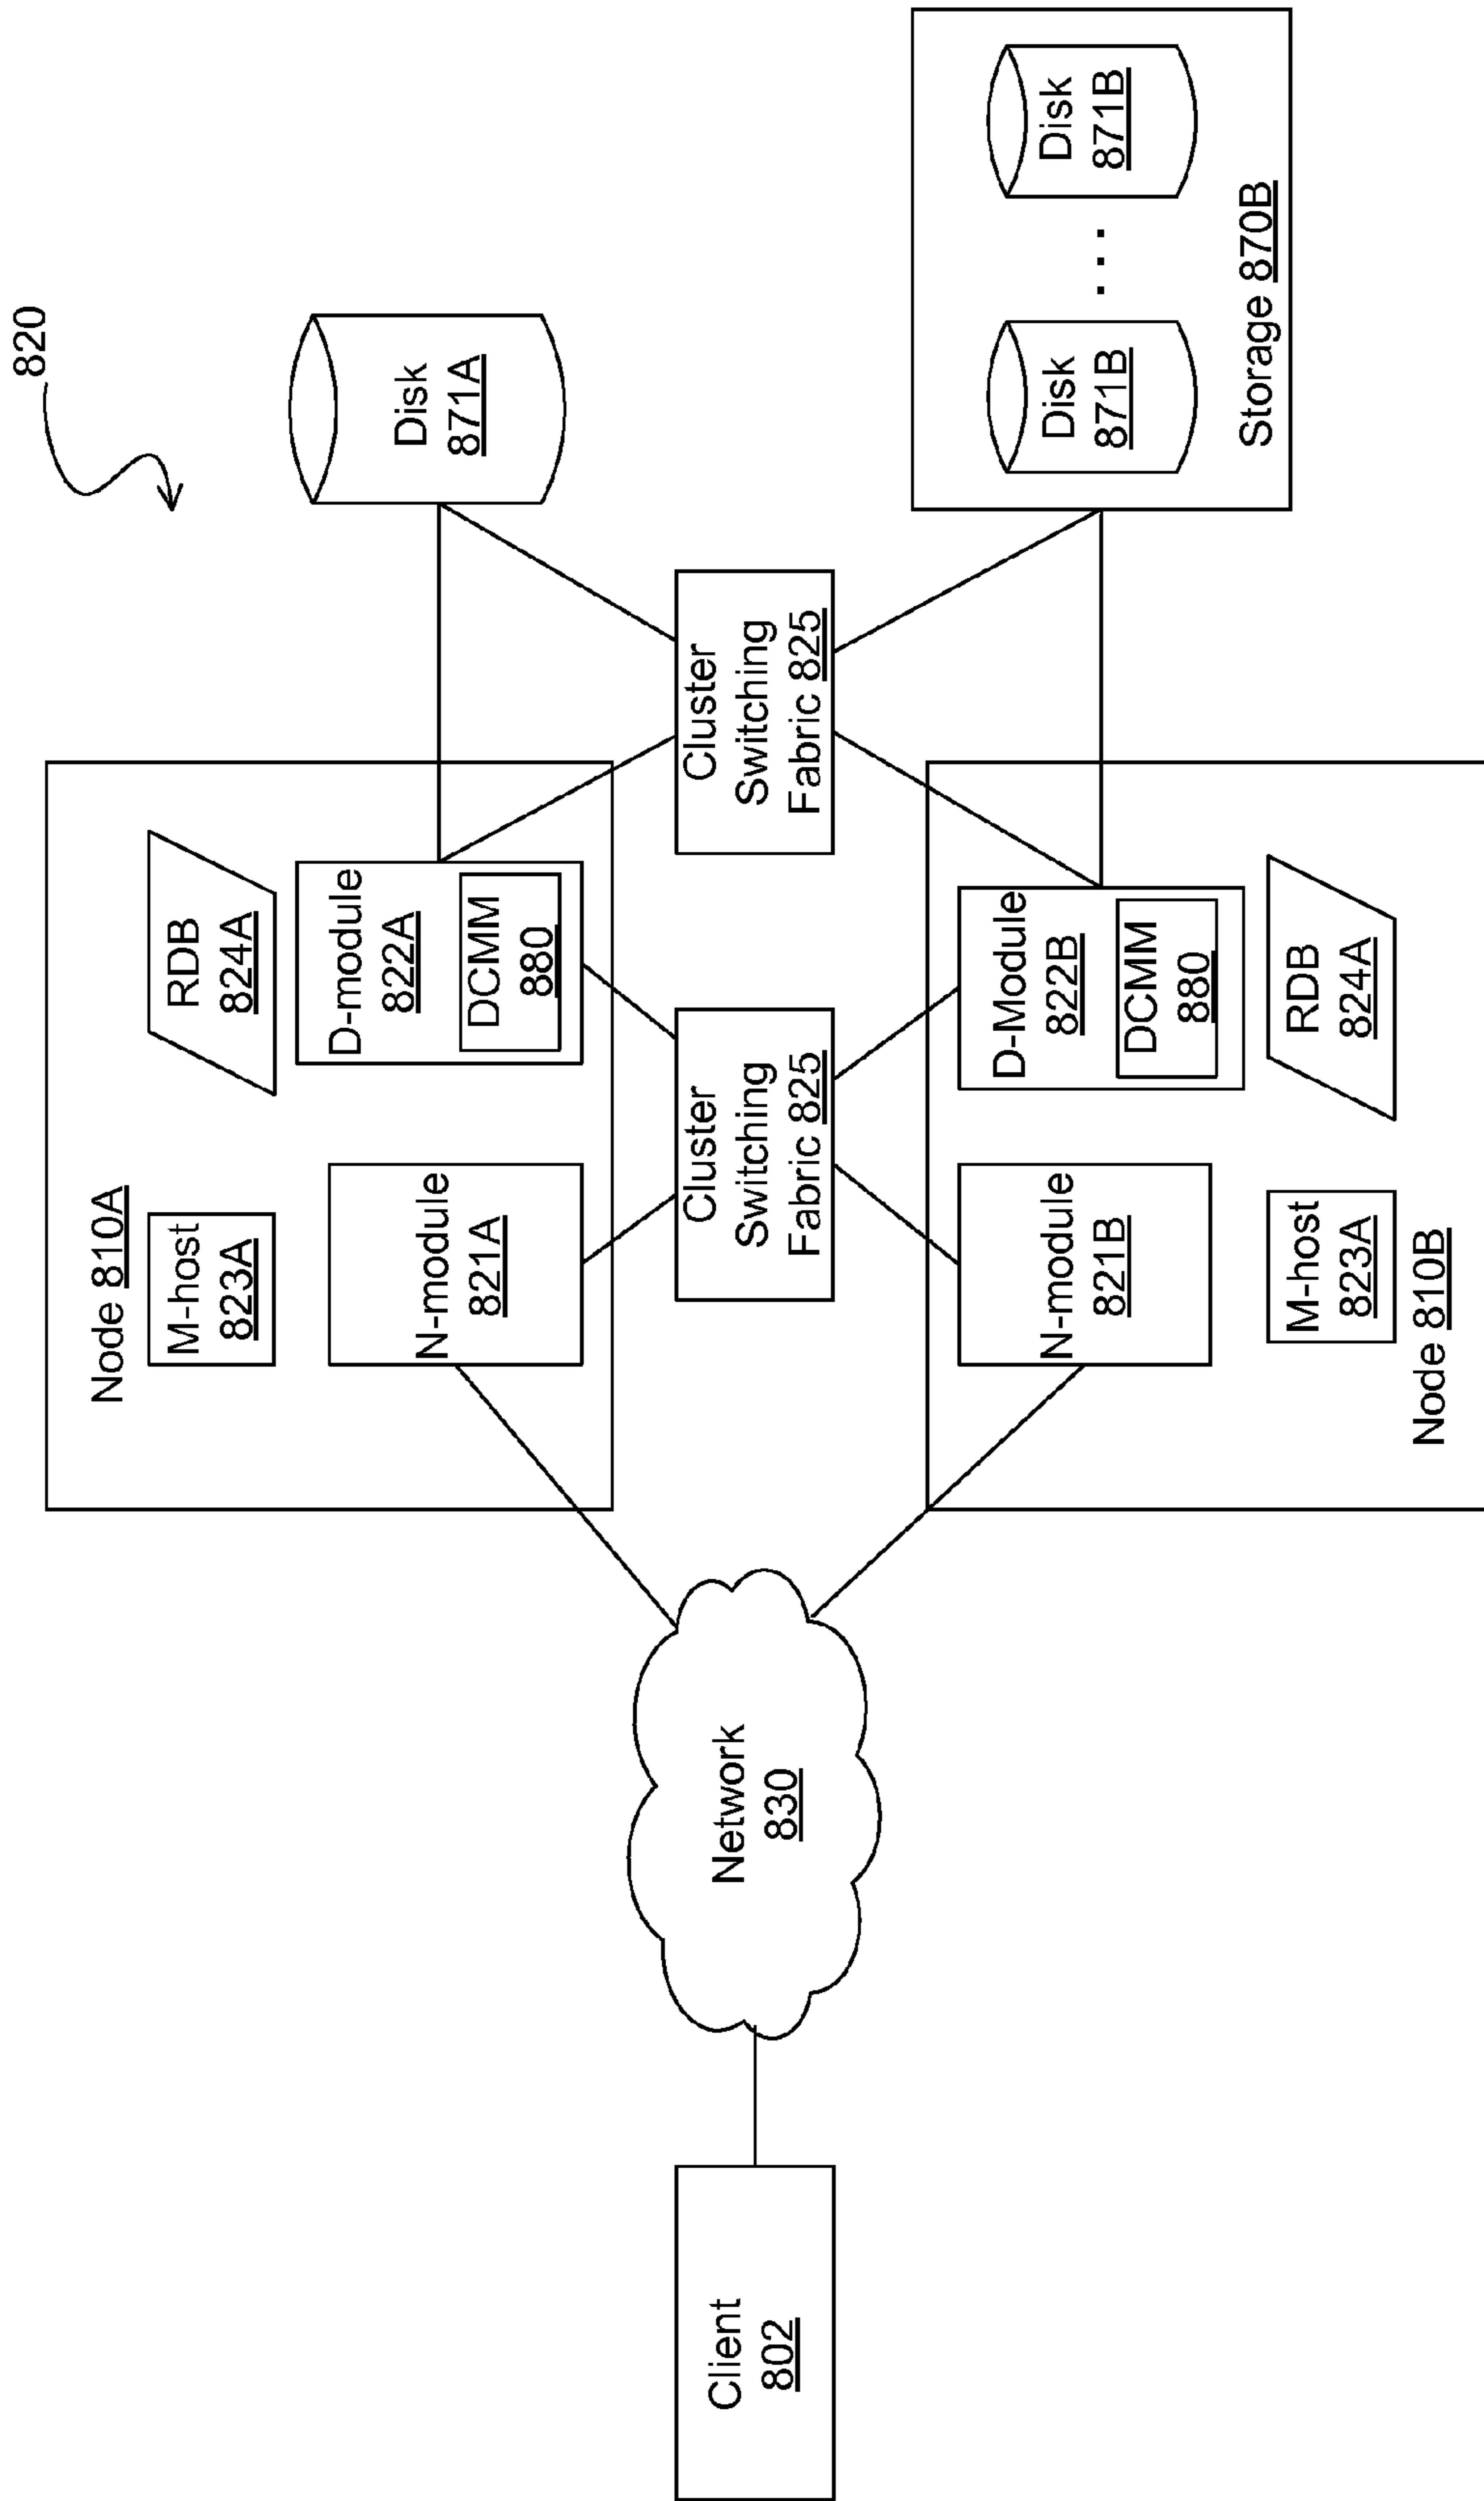 820
Node 810A
M-host
823A
RDB
824A
N-module
821A
D-module
822A
DCMM
880
Disk
871A
Client
802
Network
830
Cluster
Switching
Fabric 825
Cluster
Switching
Fabric 825
N-module
821B
D-Module
822B
DCMM
880
M-host
823A
RDB
824A
Node 810B
Disk
871B
. . .
Disk
871B
Storage 870B